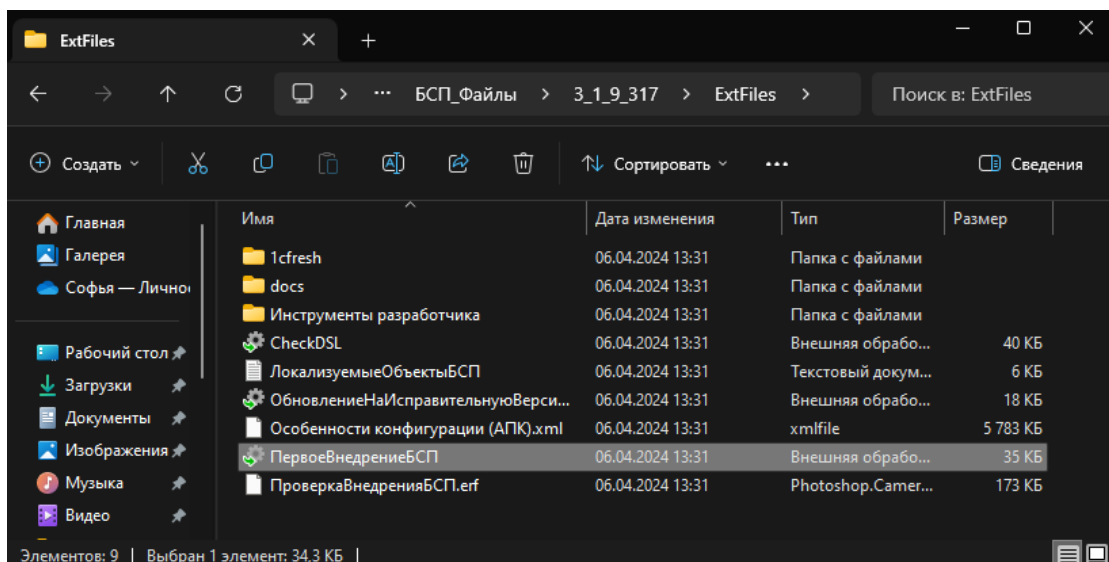 ExtFiles
БСП_Файлы > 3_1_9_317 > ExtFiles >
Поиск в: ExtFiles
Создать
Сортировать
Сведения
Главная
Галерея
Софья — Лично
Рабочий стол
Загрузки
Документы
Изображения
Музыка
Видео
Имя Дата изменения Тип Размер
1cfresh 06.04.2024 13:31 Папка с файлами
docs 06.04.2024 13:31 Папка с файлами
Инструменты разработчика 06.04.2024 13:31 Папка с файлами
CheckDSL 06.04.2024 13:31 Внешняя обрабо... 40 КБ
ЛокализуемыеОбъектыБСП 06.04.2024 13:31 Текстовый докум... 6 КБ
ОбновлениеНаИсправительнуюВерси... 06.04.2024 13:31 Внешняя обрабо... 18 КБ
Особенности конфигурации (АПК).xml 06.04.2024 13:31 xmlfile 5 783 КБ
ПервоеВнедрениеБСП 06.04.2024 13:31 Внешняя обрабо... 35 КБ
ПроверкаВнедренияБСП.erf 06.04.2024 13:31 Photoshop.Camer... 173 КБ
Элементов: 9 | Выбран 1 элемент: 34,3 КБ |